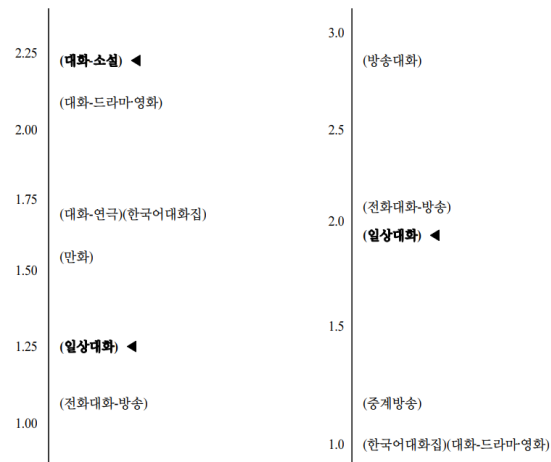 2.25
(대화-소설) ◀
(대화-드라마·영화)
2.00
1.75
(대화-연극)(한국어대화집)
(만화)
1.50
1.25
(일상대화) ◀
(전화대화-방송)
1.00
3.0
(방송대화)
2.5
(전화대화-방송)
2.0
(일상대화) ◀
1.5
(중계방송)
1.0
(한국어대화집)(대화-드라마·영화)